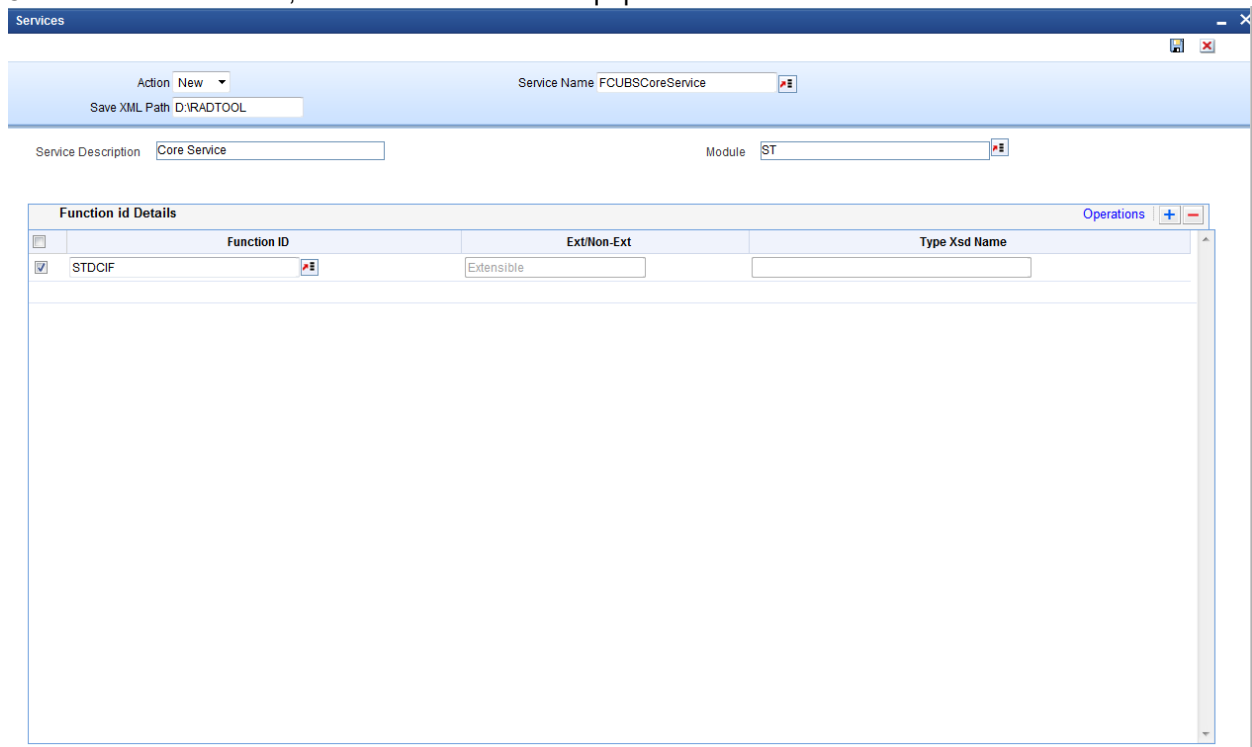 Services
Action New
Service Name FCUBSCoreService
Save XML Path D:\RADTOOL
Service Description Core Service
Module ST
Function id Details
Operations
Function ID Ext/Non-Ext Type Xsd Name
STDCIF Extensible